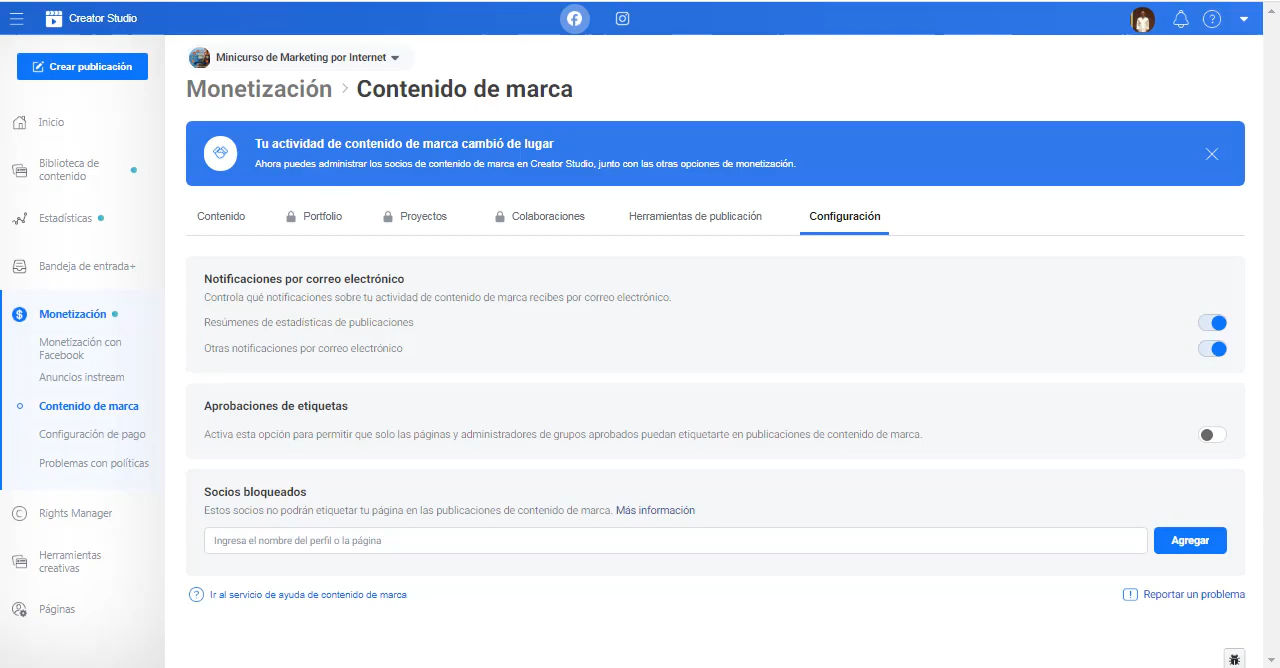 Creator Studio
Crear publicación
Inicio
Biblioteca de
contenido
Estadísticas
Bandeja de entrada+
Monetización
Monetización con
Facebook
Anuncios instream
Contenido de marca
Configuración de pago
Problemas con políticas
Rights Manager
Herramientas
creativas
Páginas
Minicurso de Marketing por Internet
Monetización > Contenido de marca
Tu actividad de contenido de marca cambió de lugar
Ahora puedes administrar los socios de contenido de marca en Creator Studio, junto con las otras opciones de monetización.
Contenido Portfolio Proyectos Colaboraciones Herramientas de publicación Configuración
Notificaciones por correo electrónico
Controla qué notificaciones sobre tu actividad de contenido de marca recibes por correo electrónico.
Resúmenes de estadísticas de publicaciones
Otras notificaciones por correo electrónico
Aprobaciones de etiquetas
Activa esta opción para permitir que solo las páginas y administradores de grupos aprobados puedan etiquetarte en publicaciones de contenido de marca.
Socios bloqueados
Estos socios no podrán etiquetar tu página en las publicaciones de contenido de marca. Más información
Ingresa el nombre del perfil o la página Agregar
Ir al servicio de ayuda de contenido de marca Reportar un problema